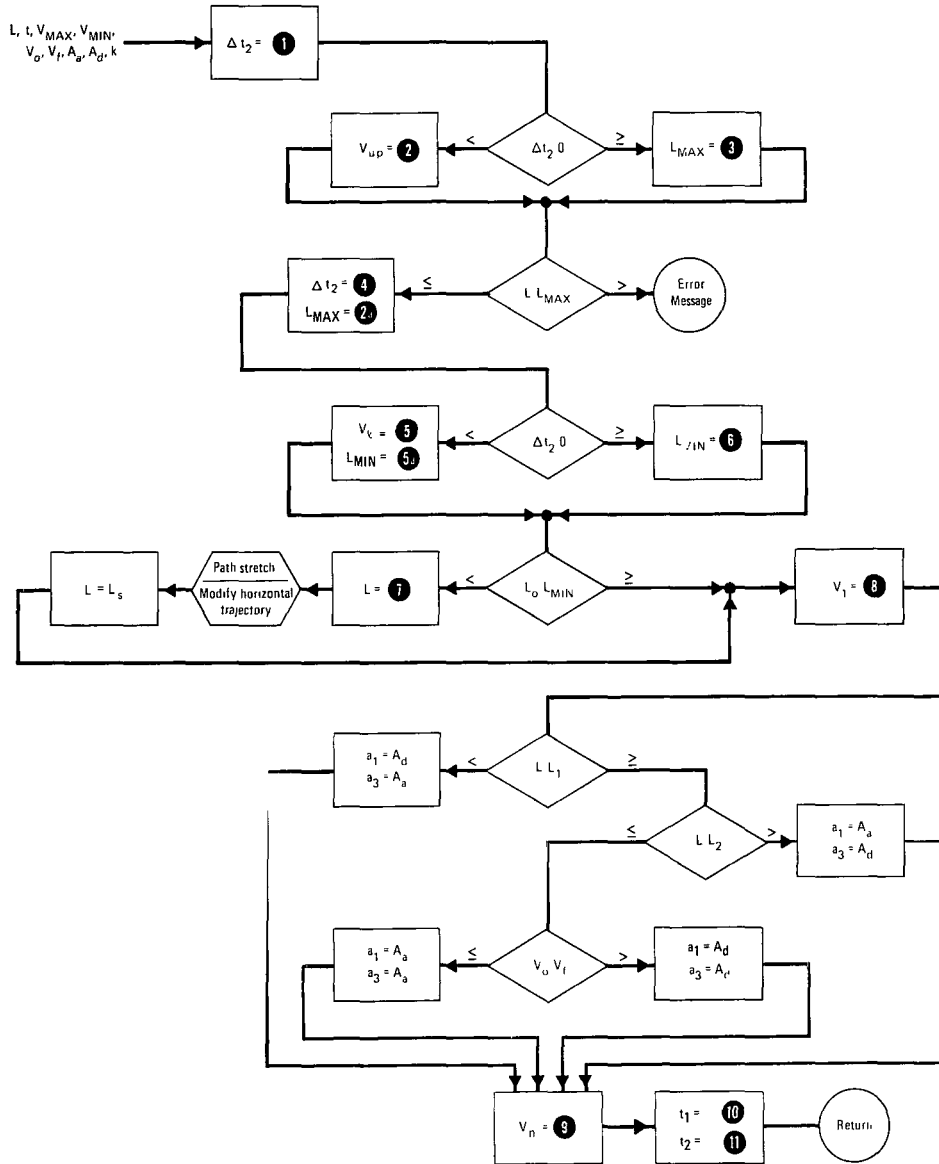 L, t, V_MAX, V_MIN,
V_o, V_f, A_a, A_d, k
Δ t_2 = 1
V_up = 2
<
Δt_2 0
≥
L_MAX = 3
Δ t_2 = 4
L_MAX = 2a
≤
L L_MAX
>
Error
Message
V_k = 5
L_MIN = 5a
<
Δt_2 0
≥
L_MIN = 6
L = L_s
Path stretch
Modify horizontal
trajectory
L = 7
<
L_o L_MIN
≥
V_1 = 8
a_1 = A_d
a_3 = A_a
<
L L_1
≥
≤
L L_2
>
a_1 = A_a
a_3 = A_d
a_1 = A_a
a_3 = A_a
≤
V_o V_f
>
a_1 = A_d
a_3 = A_d
V_n = 9
t_1 = 10
t_2 = 11
Return